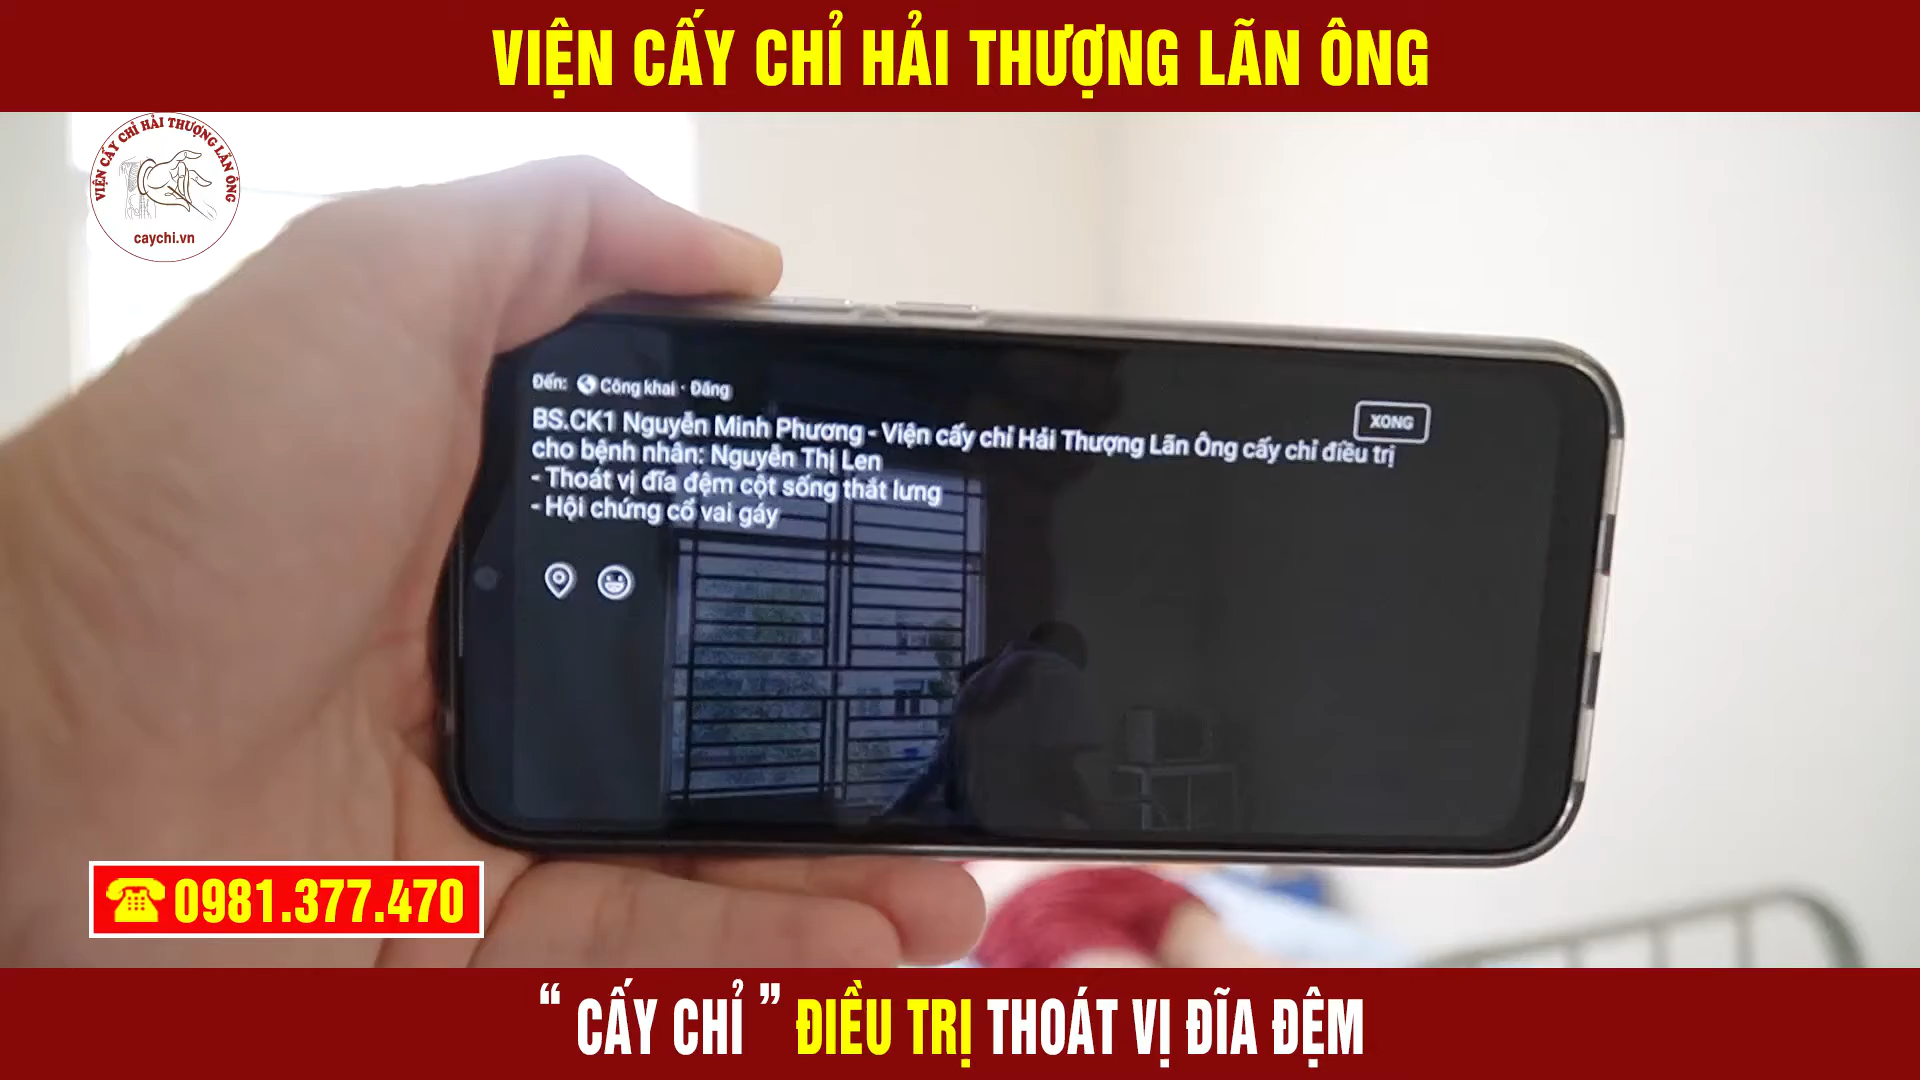 VIỆN CẤY CHỈ HẢI THƯỢNG LÃN ÔNG
VIỆN CẤY CHỈ HẢI THƯỢNG LÃN ÔNG
caychi.vn
Đến: Công khai · Đăng
XONG
BS.CK1 Nguyễn Minh Phương - Viện cấy chỉ Hải Thượng Lãn Ông cấy chỉ điều trị
cho bệnh nhân: Nguyễn Thị Len
- Thoát vị đĩa đệm cột sống thắt lưng
- Hội chứng cổ vai gáy
0981.377.470
“ CẤY CHỈ ” ĐIỀU TRỊ THOÁT VỊ ĐĨA ĐỆM